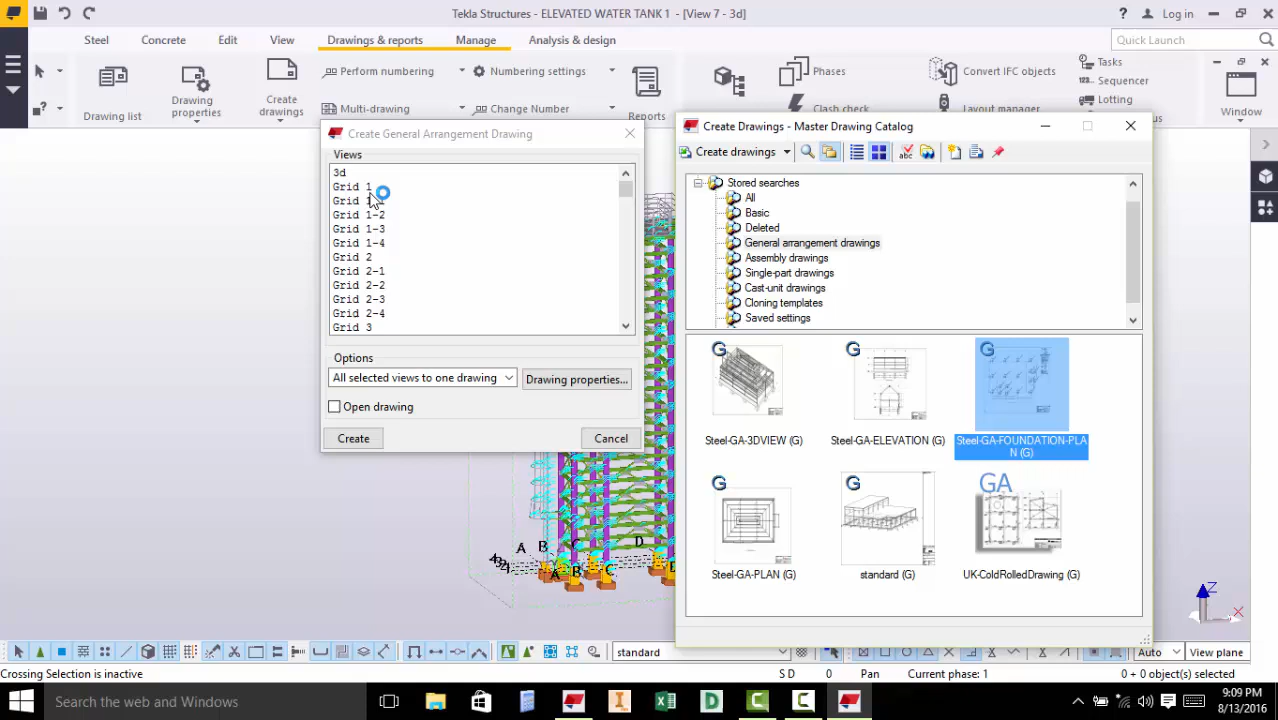 Tekla Structures - ELEVATED WATER TANK 1 - [View 7 - 3d]
? Log in
Steel Concrete Edit View Drawings & reports Manage Analysis & design
Quick Launch
Drawing list
Drawing properties
Create drawings
Perform numbering
Multi-drawing
Numbering settings
Change Number
Reports
Phases
Clash check
Convert IFC objects
Layout manager
Tasks
Sequencer
Lotting
Window
Create General Arrangement Drawing
Views
3d
Grid 1
Grid 1-1
Grid 1-2
Grid 1-3
Grid 1-4
Grid 2
Grid 2-1
Grid 2-2
Grid 2-3
Grid 2-4
Grid 3
Options
All selected views to one drawing
Drawing properties...
Open drawing
Create
Cancel
Create Drawings - Master Drawing Catalog
Create drawings
Stored searches
All
Basic
Deleted
General arrangement drawings
Assembly drawings
Single-part drawings
Cast-unit drawings
Cloning templates
Saved settings
G
G
G
Steel-GA-3DVIEW (G)
Steel-GA-ELEVATION (G)
Steel-GA-FOUNDATION-PLA
N (G)
G
G
GA
Steel-GA-PLAN (G)
standard (G)
UK-ColdRolledDrawing (G)
A B C D
A B C
Z
standard
Auto
View plane
Crossing Selection is inactive
S D
0
Pan
Current phase: 1
0 + 0 object(s) selected
Search the web and Windows
9:09 PM
8/13/2016